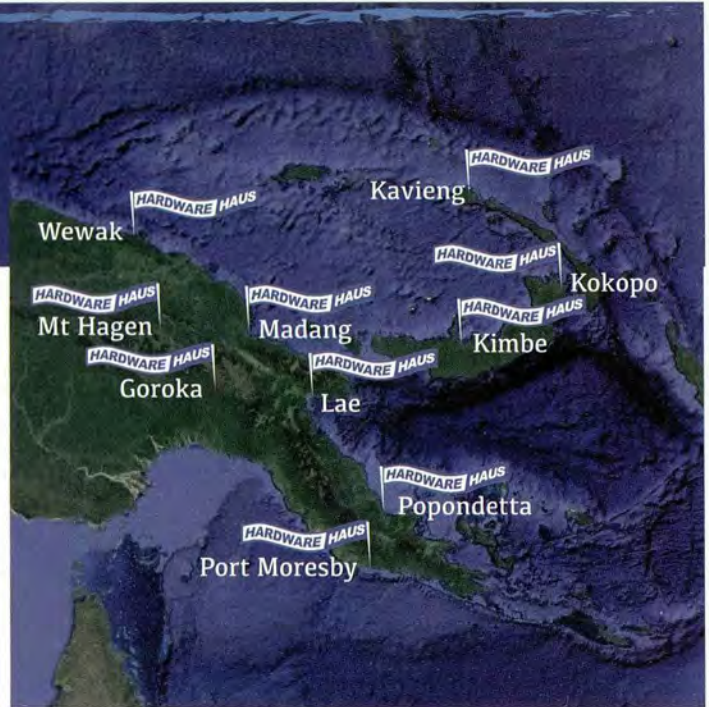 HARDWARE HAUS
Kavieng
HARDWARE HAUS
Wewak
HARDWARE HAUS
Kokopo
HARDWARE HAUS
Mt Hagen
HARDWARE HAUS
Madang
HARDWARE HAUS
Kimbe
HARDWARE HAUS
Goroka
HARDWARE HAUS
Lae
HARDWARE HAUS
Popondetta
HARDWARE HAUS
Port Moresby